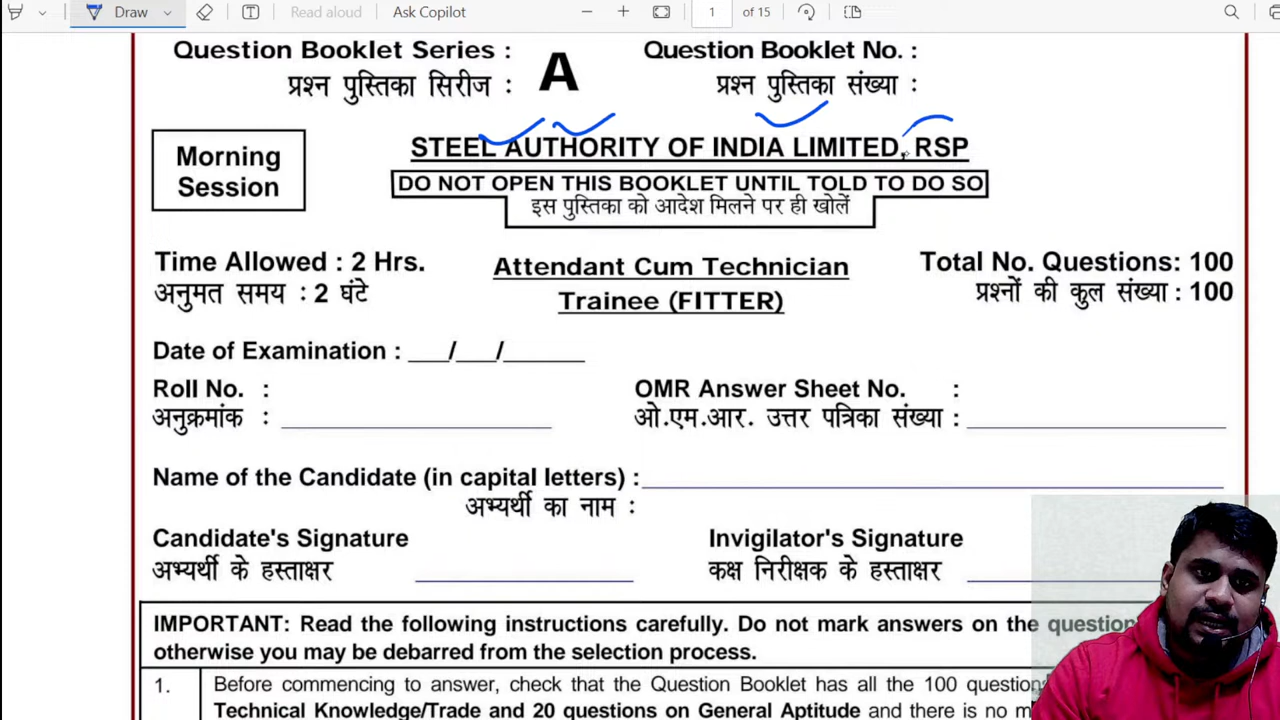 Draw
Read aloud
Ask Copilot
1
of 15
Question Booklet Series :
A
Question Booklet No. :
प्रश्न पुस्तिका सिरीज :
प्रश्न पुस्तिका संख्या :
Morning
Session
STEEL AUTHORITY OF INDIA LIMITED, RSP
DO NOT OPEN THIS BOOKLET UNTIL TOLD TO DO SO
इस पुस्तिका को आदेश मिलने पर ही खोलें
Time Allowed : 2 Hrs.
अनुमत समय : 2 घंटे
Attendant Cum Technician
Trainee (FITTER)
Total No. Questions: 100
प्रश्नों की कुल संख्या : 100
Date of Examination : ___/___/______
Roll No. :
अनुक्रमांक :
OMR Answer Sheet No. :
ओ.एम.आर. उत्तर पत्रिका संख्या :
Name of the Candidate (in capital letters) :
अभ्यर्थी का नाम :
Candidate's Signature
अभ्यर्थी के हस्ताक्षर
Invigilator's Signature
कक्ष निरीक्षक के हस्ताक्षर
IMPORTANT: Read the following instructions carefully. Do not mark answers on the question
otherwise you may be debarred from the selection process.
1. Before commencing to answer, check that the Question Booklet has all the 100
Technical Knowledge/Trade and 20 questions on General Aptitude and there is no